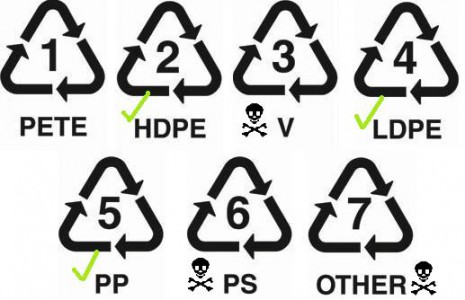 1 2 3 4
PETE HDPE V LDPE
5 6 7
PP PS OTHER